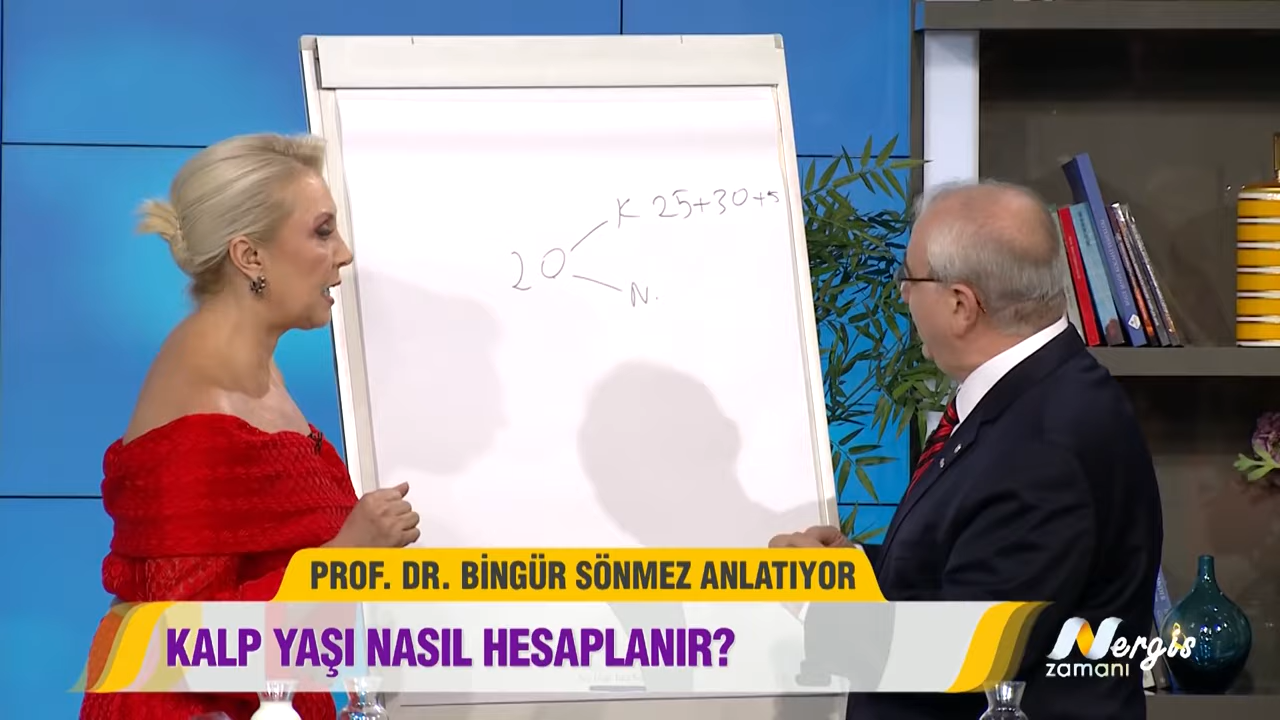 K 25+30+5
20
N.
PROF. DR. BİNGÜR SÖNMEZ ANLATIYOR
KALP YAŞI NASIL HESAPLANIR?
Nergis
zamanı